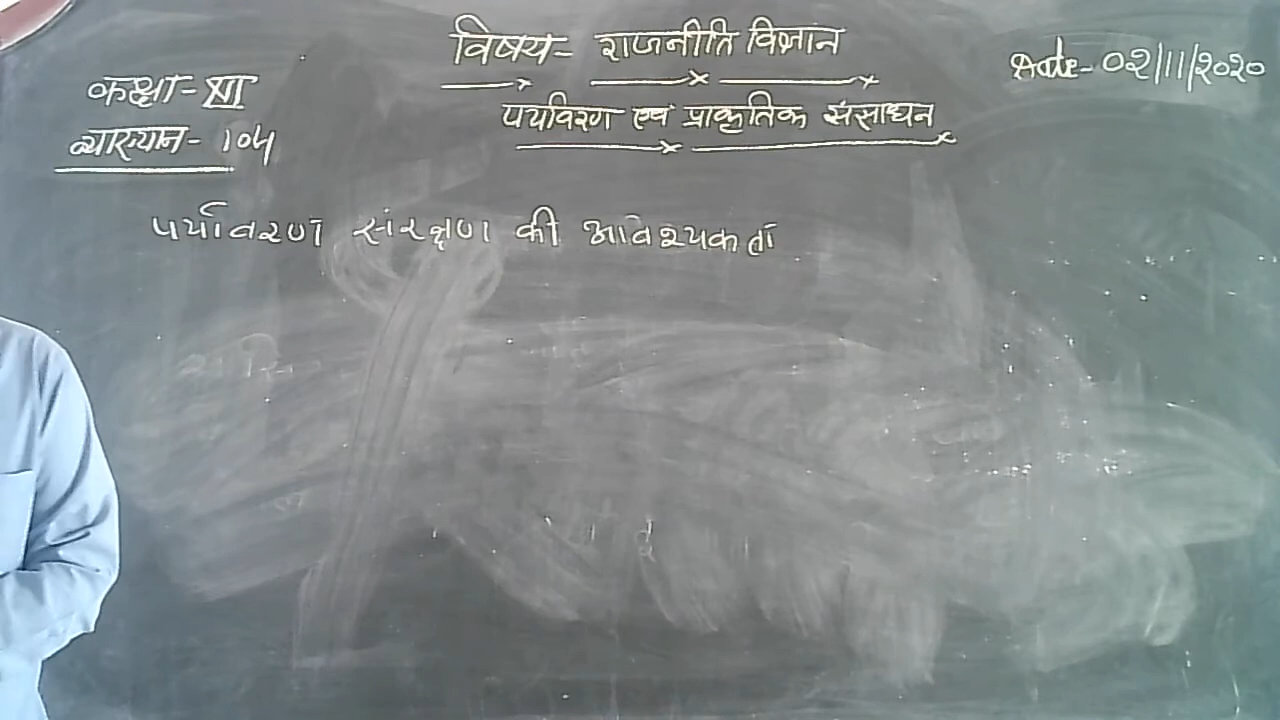 विषय- राजनीति विज्ञान
Date- 02/11/2020
कक्षा- XII
पर्यावरण एवं प्राकृतिक संसाधन
व्याख्यान- 104
पर्यावरण संरक्षण की आवश्यकता